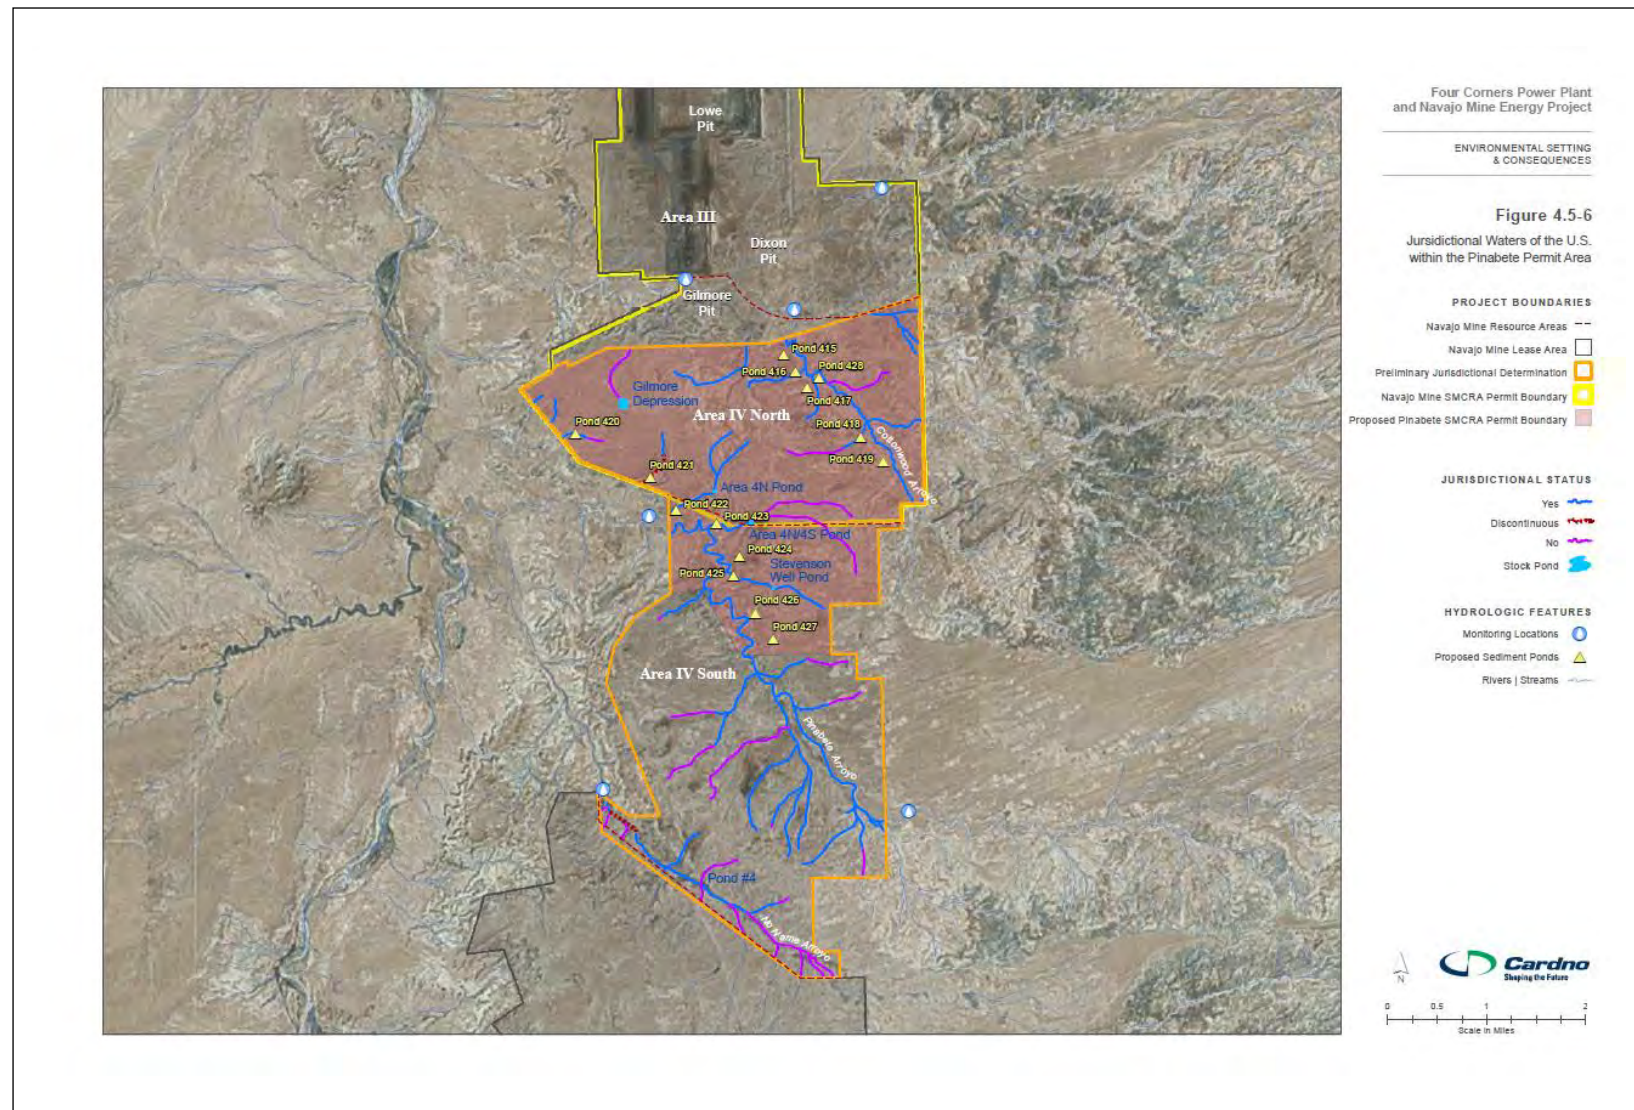 Four Corners Power Plant
and Navajo Mine Energy Project
ENVIRONMENTAL SETTING
& CONSEQUENCES
Figure 4.5-6
Jursidictional Waters of the U.S.
within the Pinabete Permit Area
PROJECT BOUNDARIES
Navajo Mine Resource Areas
Navajo Mine Lease Area
Preliminary Jurisdictional Determination
Navajo Mine SMCRA Permit Boundary
Proposed Pinabete SMCRA Permit Boundary
JURISDICTIONAL STATUS
Yes
Discontinuous
No
Stock Pond
HYDROLOGIC FEATURES
Monitoring Locations
Proposed Sediment Ponds
Rivers | Streams
N
Cardno
Shaping the Future
0 0.5 1 2
Scale in Miles
Lowe
Pit
Area III
Dixon
Pit
Gilmore
Pit
Pond 415
Pond 416
Pond 428
Pond 417
Gilmore
Depression
Area IV North
Pond 420
Pond 418
Cottonwood Arroyo
Pond 419
Pond 421
Area 4N Pond
Pond 422
Pond 423
Area 4N/4S Pond
Pond 424
Stevenson
Well Pond
Pond 425
Pond 426
Pond 427
Area IV South
Pinabete Arroyo
Pond #4
No Name Arroyo